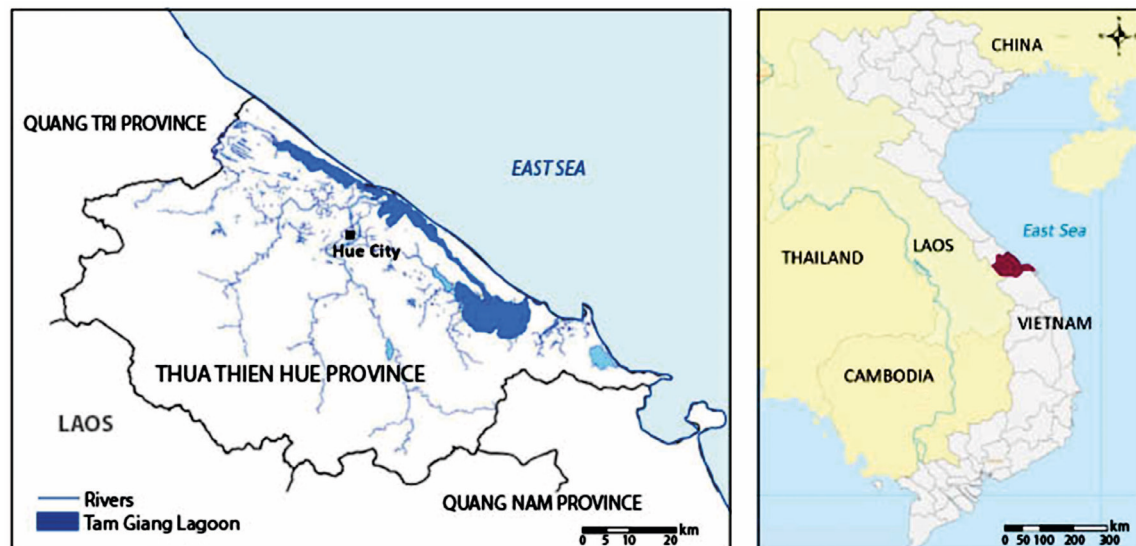 QUANG TRI PROVINCE
EAST SEA
Hue City
THUA THIEN HUE PROVINCE
LAOS
QUANG NAM PROVINCE
Rivers
Tam Giang Lagoon
km
0 5 10 20
CHINA
East Sea
LAOS
THAILAND
VIETNAM
CAMBODIA
km
0 50 100 200 300